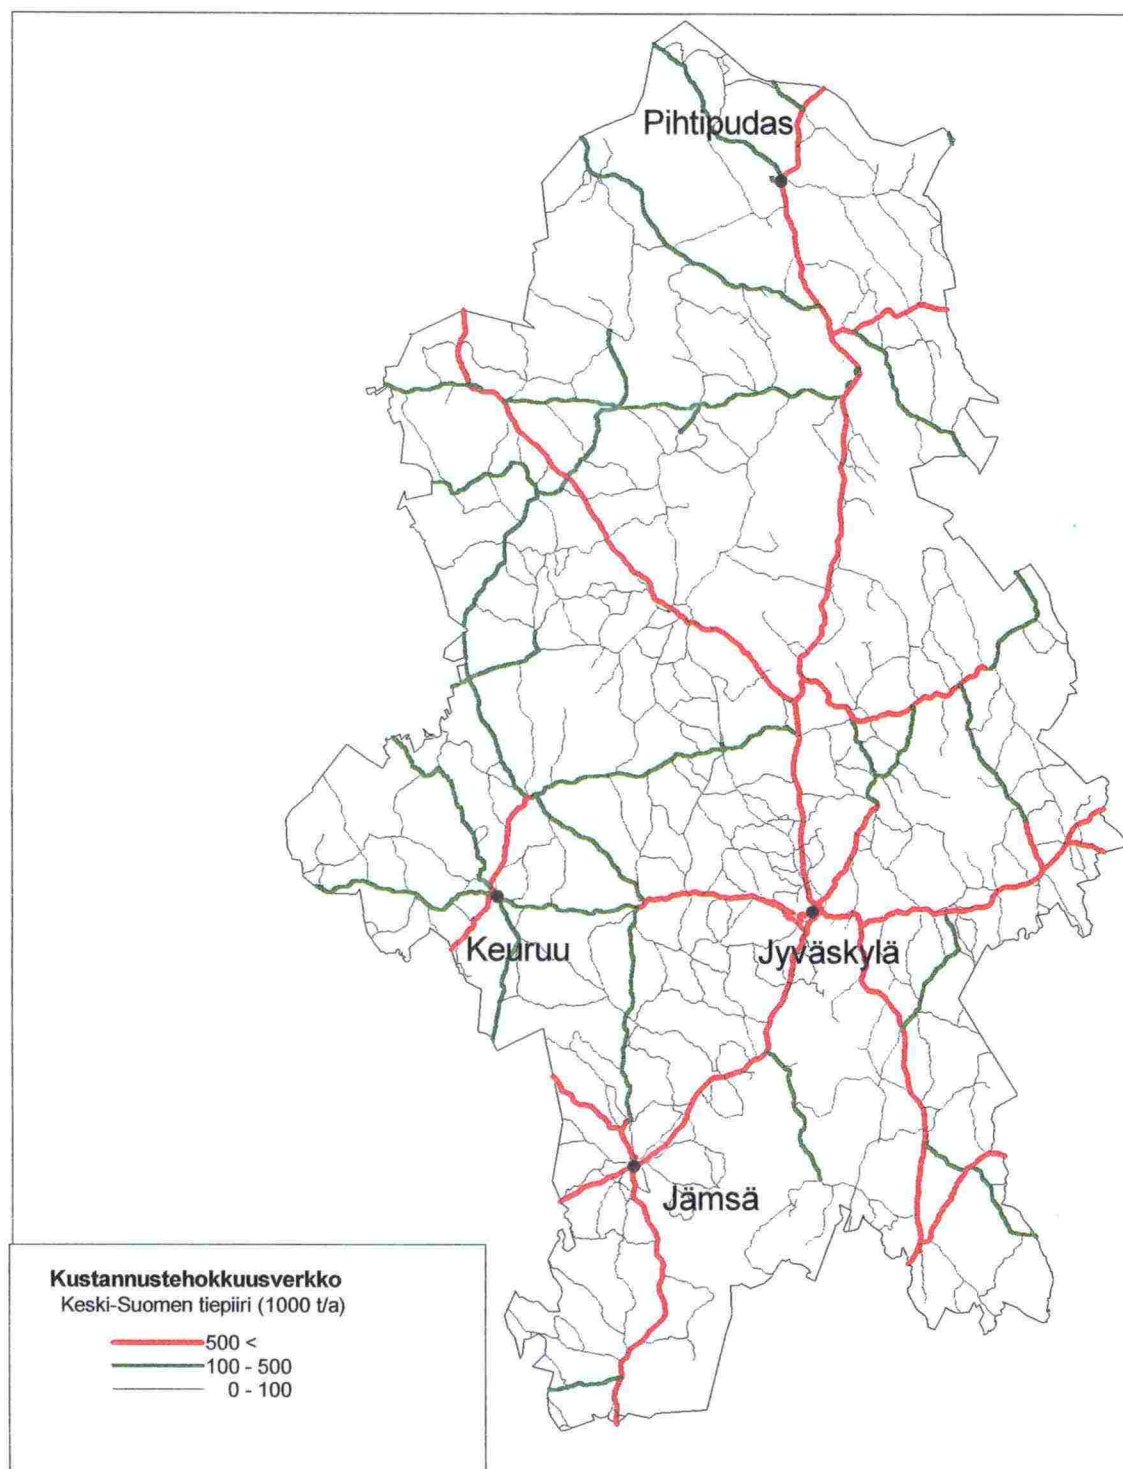 Pihtipudas
Keuruu
Jyväskylä
Jämsä
Kustannustehokkuusverkko
Keski-Suomen tiepiiri (1000 t/a)
500 <
100 - 500
0 - 100